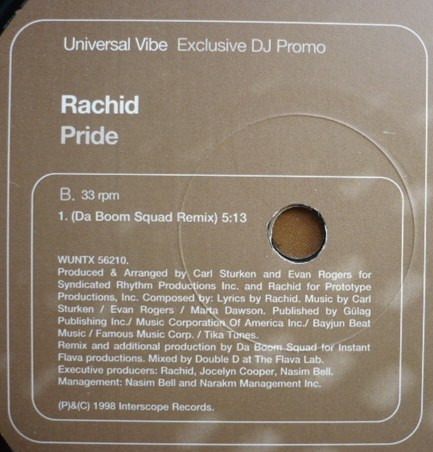 Universal Vibe Exclusive DJ Promo
Rachid
Pride
B. 33 rpm
1. (Da Boom Squad Remix) 5:13
WUNTX 56210.
Produced & Arranged by Carl Sturken and Evan Rogers for
Syndicated Rhythm Productions Inc. and Rachid for Prototype
Productions, Inc. Composed by: Lyrics by Rachid. Music by Carl
Sturken / Evan Rogers / Marta Dawson. Published by Gülag
Publishing Inc./ Music Corporation Of America Inc./ Bayjun Beat
Music / Famous Music Corp. / Tika Tunes.
Remix and additional production by Da Boom Squad for Instant
Flava productions. Mixed by Double D at The Flava Lab.
Executive producers: Rachid, Jocelyn Cooper, Nasim Bell.
Management: Nasim Bell and Narakm Management Inc.
(P)&(C) 1998 Interscope Records.